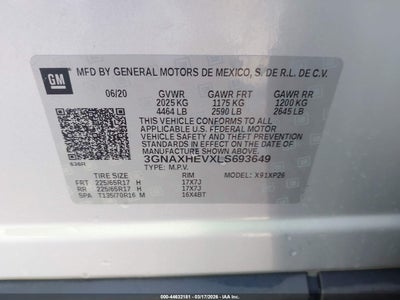 GM MFD BY GENERAL MOTORS DE MEXICO, S. DE R.L. DE C.V.
06/20 GVWR GAWR FRT GAWR RR
2025 KG 1175 KG 1200 KG
4464 LB 2590 LB 2645 LB
THIS VEHICLE CONFORMS TO ALL APPLICABLE
U.S. FEDERAL MOTOR
VEHICLE SAFETY AND THEFT PREVENTION
STANDARDS IN EFFECT ON THE DATE OF
MANUFACTURE SHOWN ABOVE.
3GNAXHEVXLS693649
TYPE: M.P.V. MODEL: X91XP26
TIRE SIZE RIM
FRT 225/65R17 H 17X7J
RR 225/65R17 H 17X7J
SPA T135/70R16 M 16X4BT
000-44632181 - 03/17/2026 - IAAI.COM